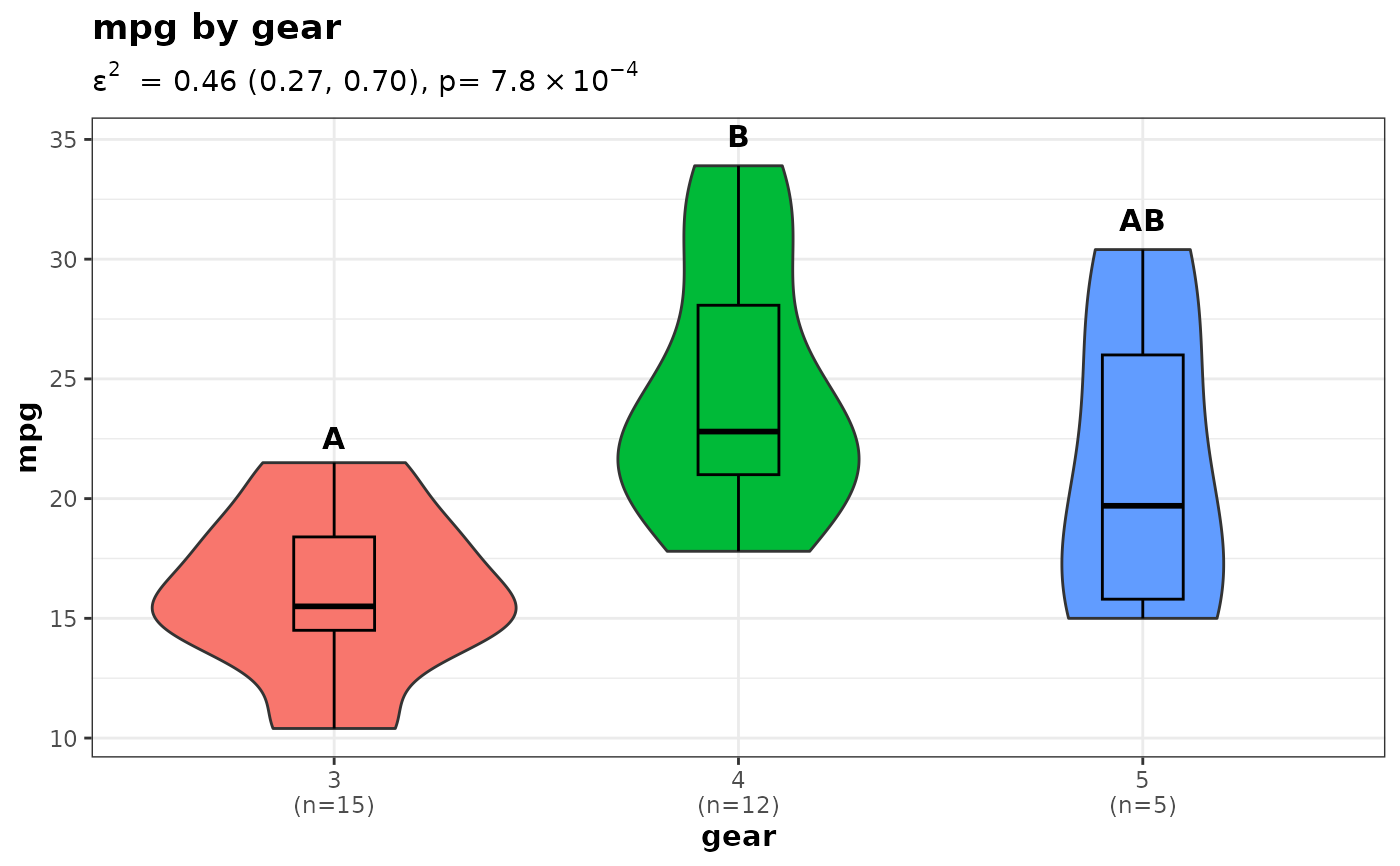 mpg by gear
ε² = 0.46 (0.27, 0.70), p= 7.8 × 10⁻⁴
35
30
25
20
15
10
mpg
A
B
AB
3 4 5
(n=15) (n=12) (n=5)
gear